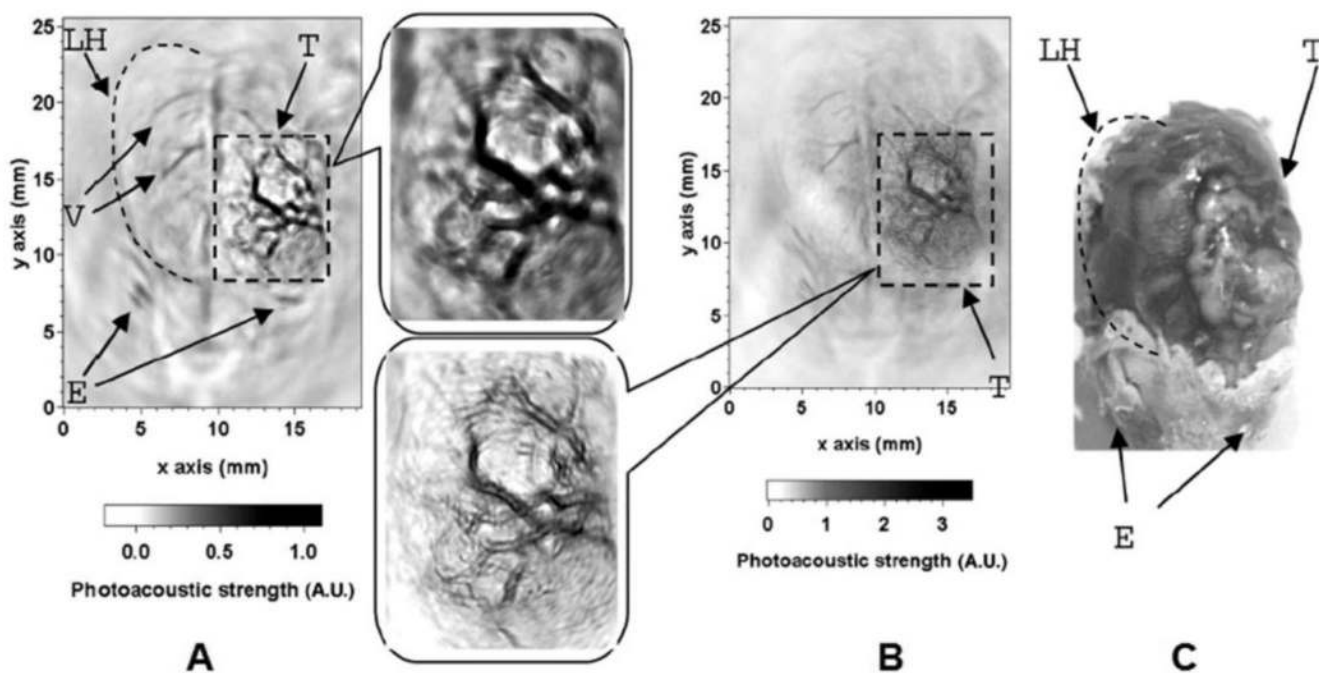 LH
T
V
E
25
20
15
10
5
0
y axis (mm)
0 5 10 15
x axis (mm)
0.0 0.5 1.0
Photoacoustic strength (A.U.)
A
25
20
15
10
5
0
y axis (mm)
T
0 5 10 15
x axis (mm)
0 1 2 3
Photoacoustic strength (A.U.)
B
LH
T
E
C